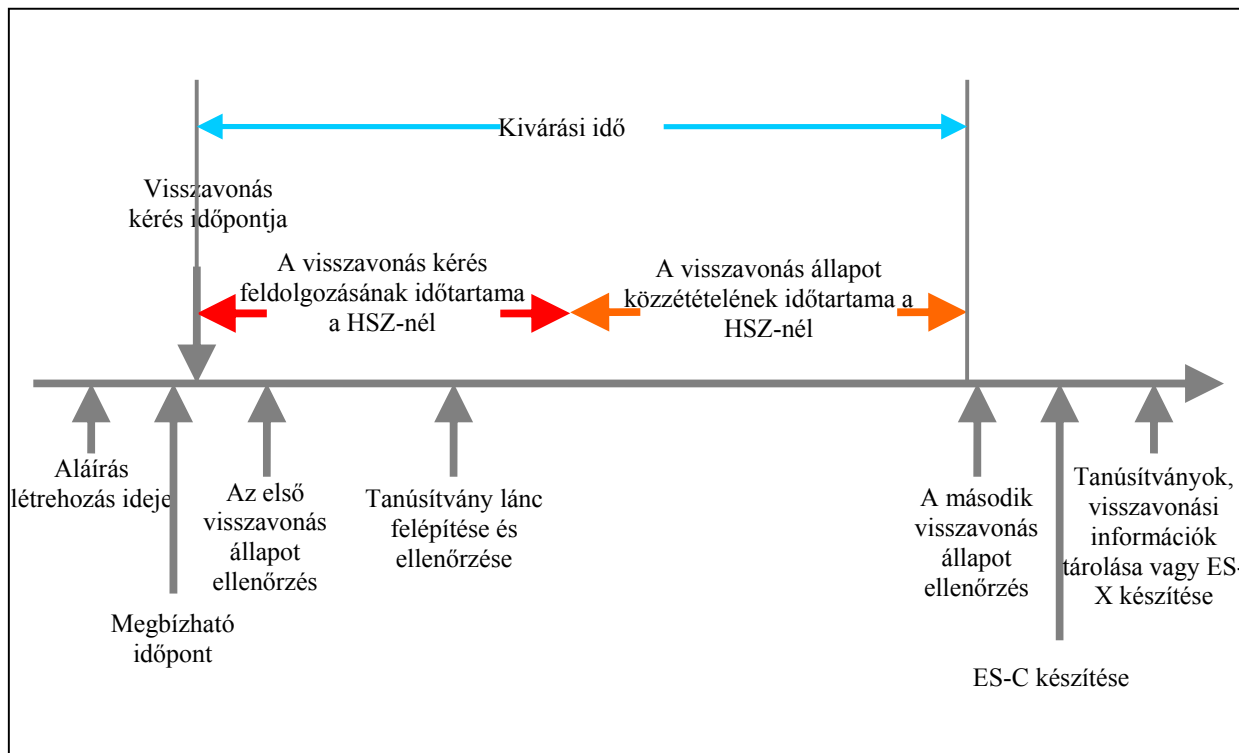 Kivárási idő
Visszavonás
kérés időpontja
A visszavonás kérés
feldolgozásának időtartama
a HSZ-nél
A visszavonás állapot
közzétételének időtartama a
HSZ-nél
Aláírás
létrehozás ideje
Megbízható
időpont
Az első
visszavonás
állapot
ellenőrzés
Tanúsítvány lánc
felépítése és
ellenőrzése
A második
visszavonás
állapot
ellenőrzés
ES-C készítése
Tanúsítványok,
visszavonási
információk
tárolása vagy ES-
X készítése